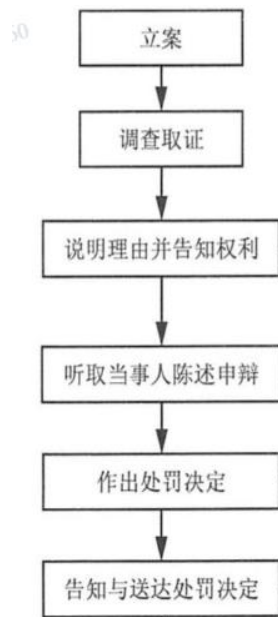 立案
调查取证
说明理由并告知权利
听取当事人陈述申辩
作出处罚决定
告知与送达处罚决定